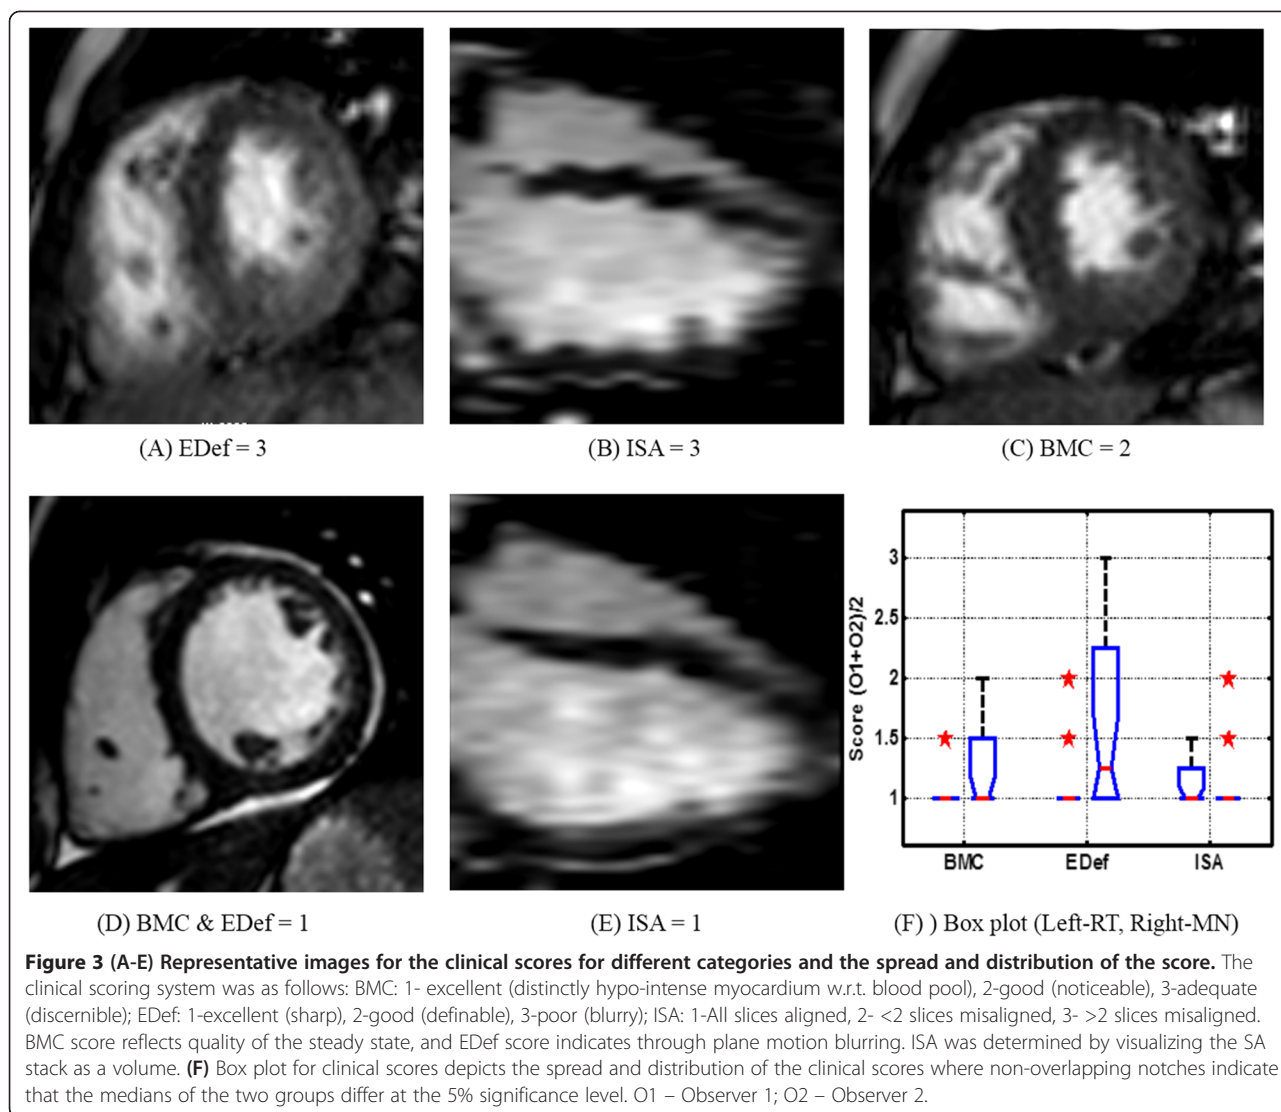 (A) EDef = 3
(B) ISA = 3
(C) BMC = 2
(D) BMC & EDef = 1
(E) ISA = 1
Score (O1+O2)/2
3
2.5
2
1.5
1
BMC EDef ISA
(F) ) Box plot (Left-RT, Right-MN)
Figure 3 (A-E) Representative images for the clinical scores for different categories and the spread and distribution of the score. The
clinical scoring system was as follows: BMC: 1- excellent (distinctly hypo-intense myocardium w.r.t. blood pool), 2-good (noticeable), 3-adequate
(discernible); EDef: 1-excellent (sharp), 2-good (definable), 3-poor (blurry); ISA: 1-All slices aligned, 2- <2 slices misaligned, 3- >2 slices misaligned.
BMC score reflects quality of the steady state, and EDef score indicates through plane motion blurring. ISA was determined by visualizing the SA
stack as a volume. (F) Box plot for clinical scores depicts the spread and distribution of the clinical scores where non-overlapping notches indicate
that the medians of the two groups differ at the 5% significance level. O1 – Observer 1; O2 – Observer 2.